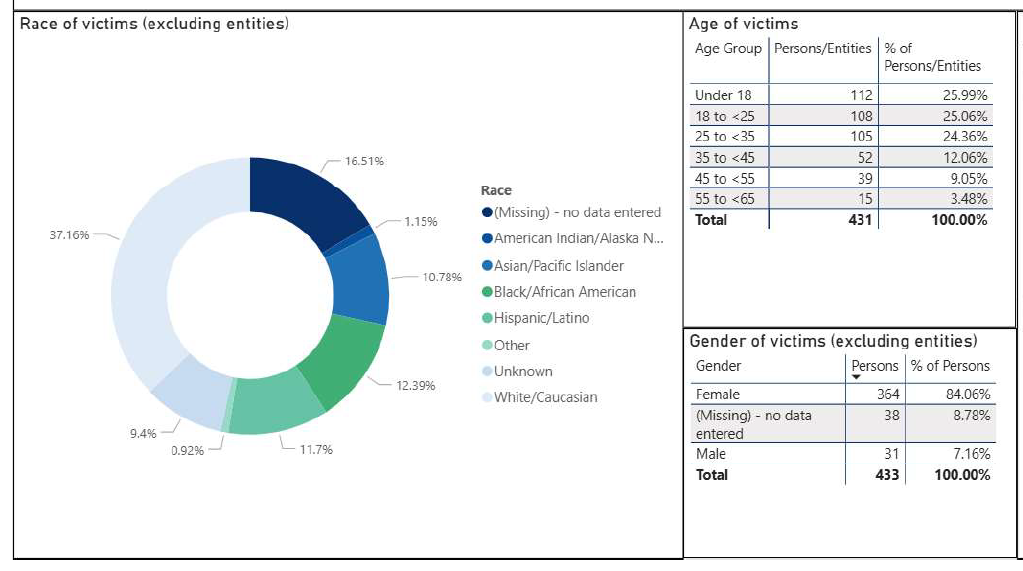 Race of victims (excluding entities)
16.51%
1.15%
10.78%
12.39%
11.7%
0.92%
9.4%
37.16%
Race
(Missing) - no data entered
American Indian/Alaska N...
Asian/Pacific Islander
Black/African American
Hispanic/Latino
Other
Unknown
White/Caucasian
Age of victims
Age Group Persons/Entities % of
Persons/Entities
Under 18 112 25.99%
18 to <25 108 25.06%
25 to <35 105 24.36%
35 to <45 52 12.06%
45 to <55 39 9.05%
55 to <65 15 3.48%
Total 431 100.00%
Gender of victims (excluding entities)
Gender Persons % of Persons
Female 364 84.06%
(Missing) - no data 38 8.78%
entered
Male 31 7.16%
Total 433 100.00%